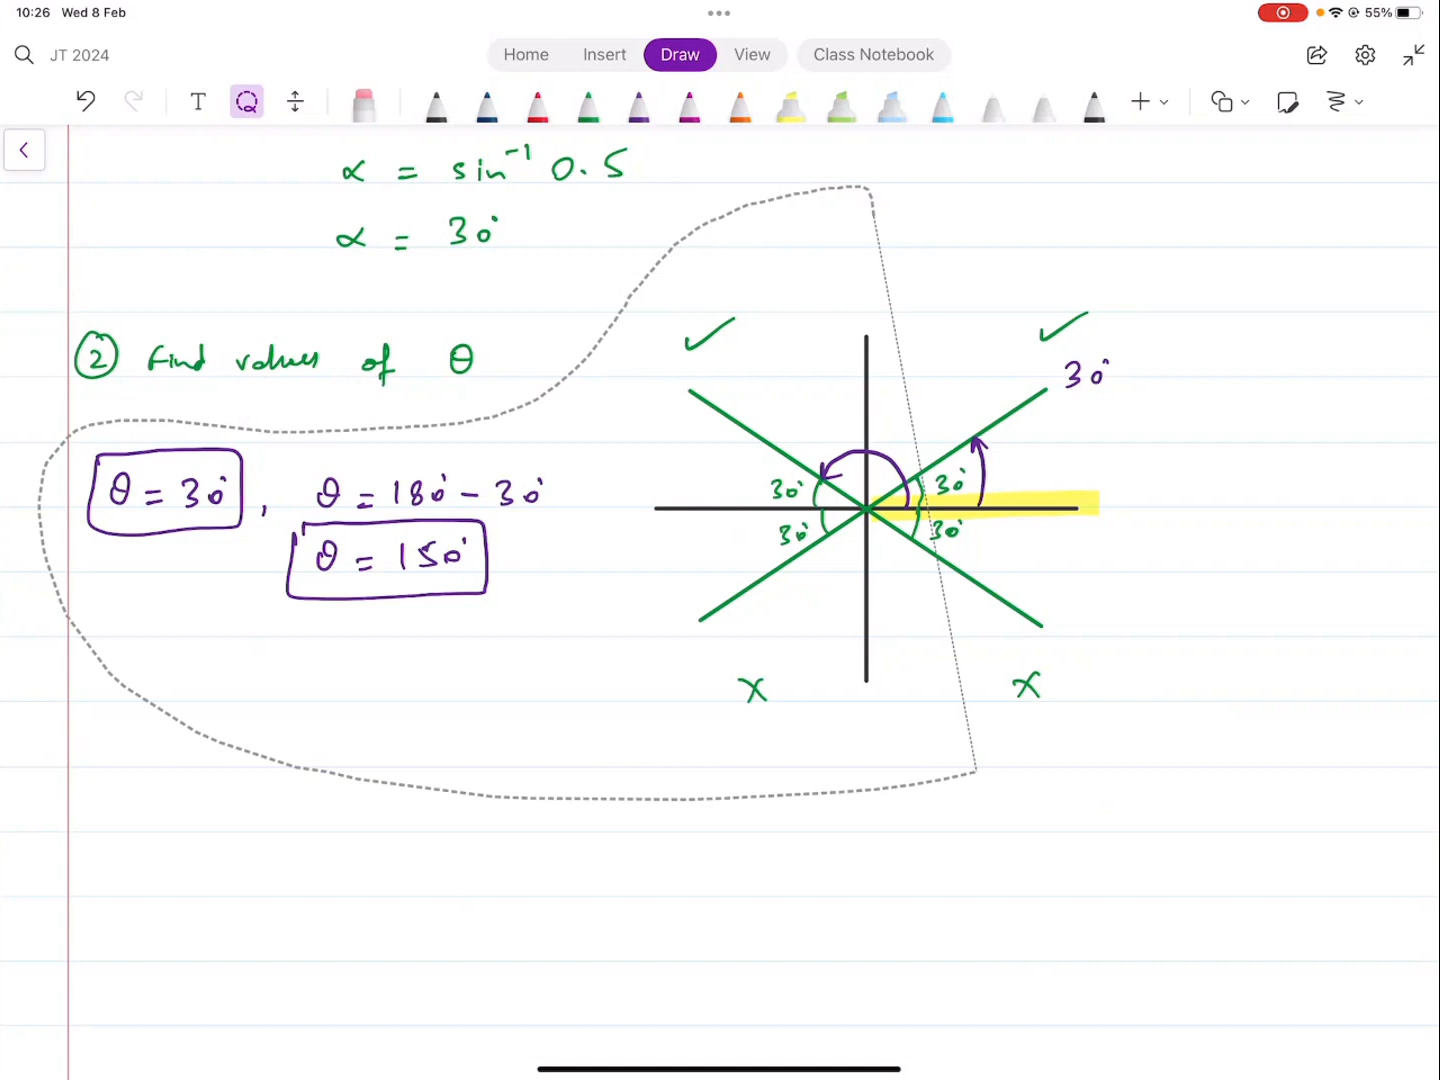 10:26 Wed 8 Feb
55%
JT 2024
Home Insert Draw View Class Notebook
T
α = sin⁻¹ 0.5
α = 30°
② Find values of θ
30°
θ = 30° , θ = 180° - 30°
θ = 150°
30° 30°
30° 30°
x x